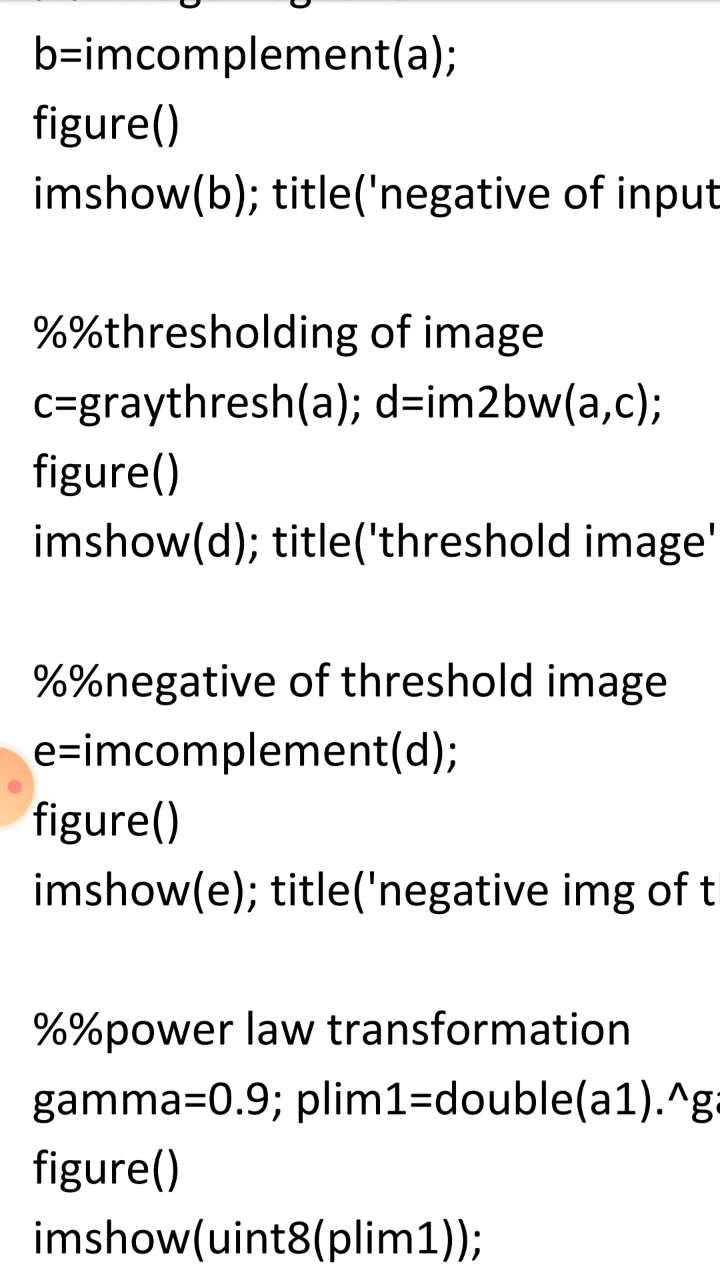 b=imcomplement(a);
figure()
imshow(b); title('negative of input
%%thresholding of image
c=graythresh(a); d=im2bw(a,c);
figure()
imshow(d); title('threshold image'
%%negative of threshold image
e=imcomplement(d);
figure()
imshow(e); title('negative img of
%%power law transformation
gamma=0.9; plim1=double(a1).^
figure()
imshow(uint8(plim1));